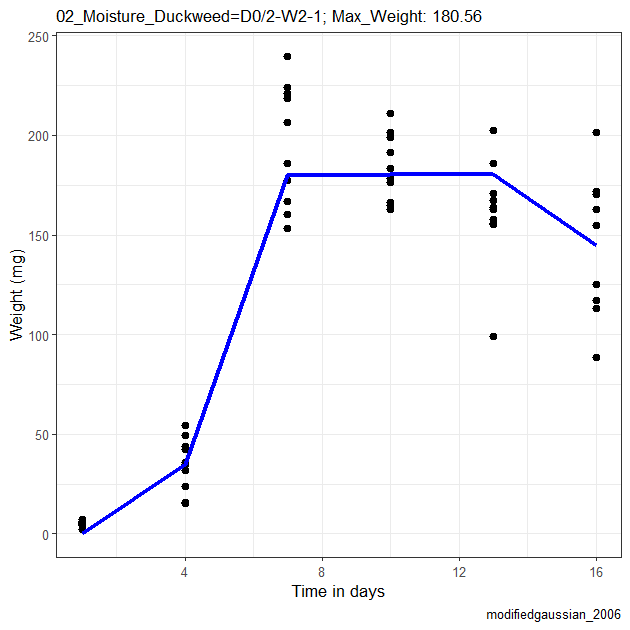 02_Moisture_Duckweed=D0/2-W2-1; Max_Weight: 180.56
250
200
150
100
50
0
Weight (mg)
4
8
12
16
Time in days
modifiedgaussian_2006